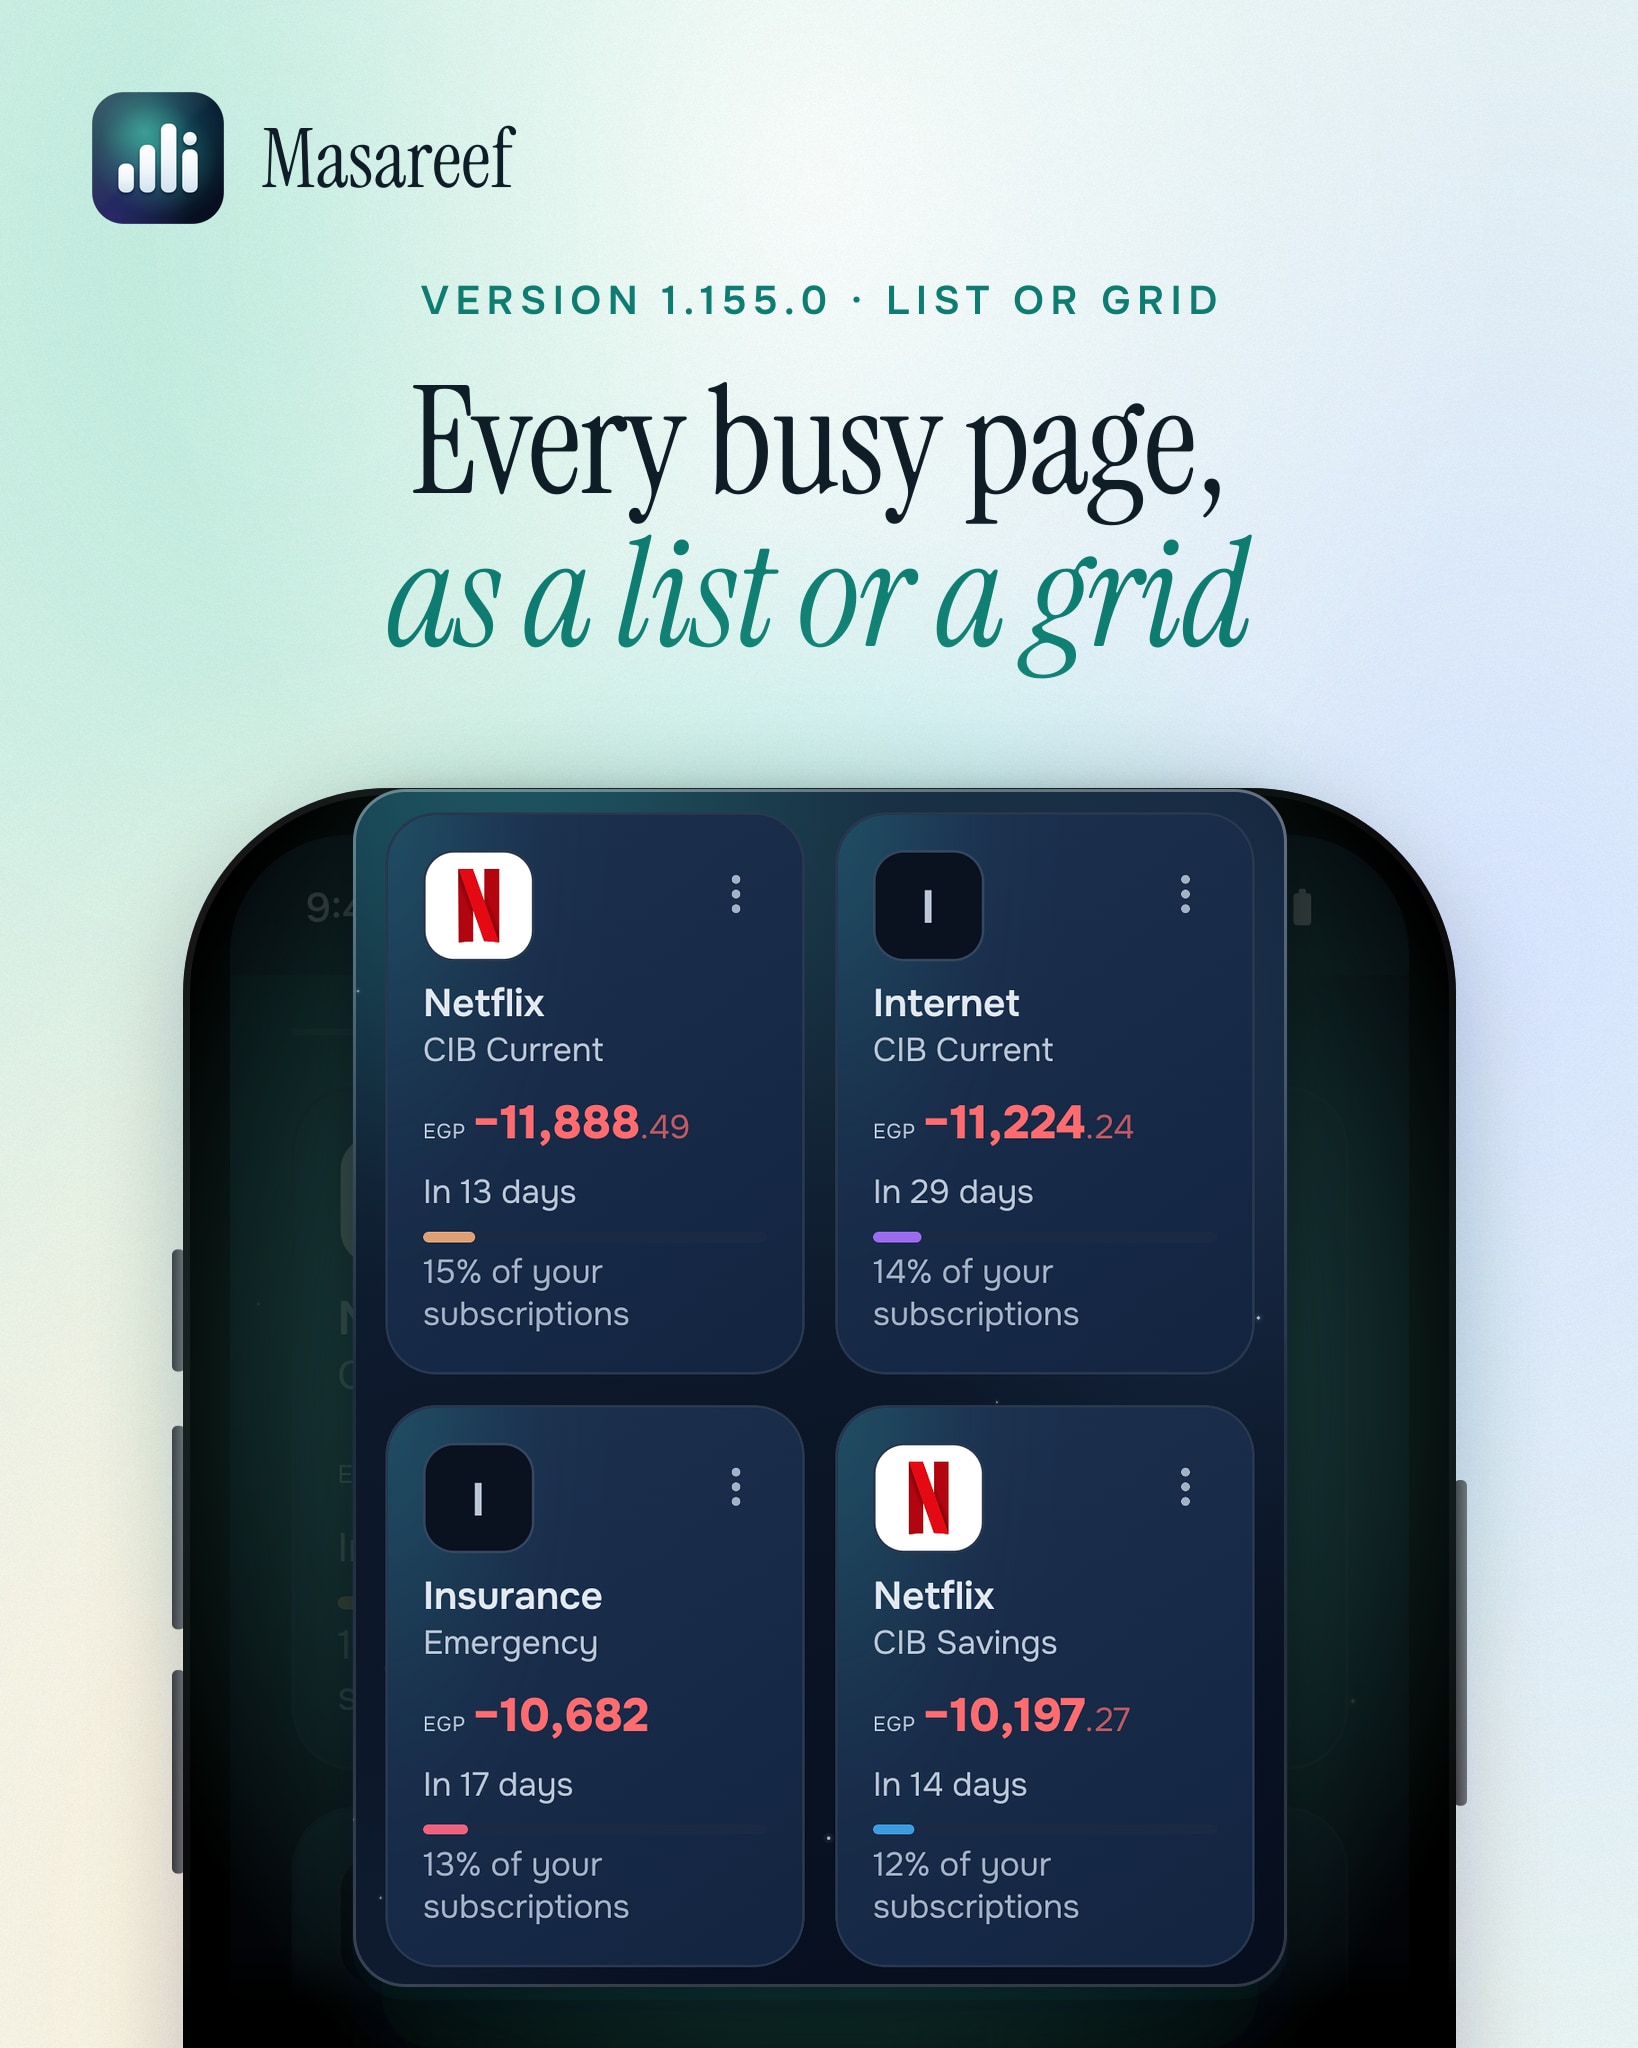 Masareef
VERSION 1.155.0 · LIST OR GRID
Every busy page,
as a list or a grid
9:4
N
Netflix
CIB Current
EGP −11,888.49
In 13 days
15% of your
subscriptions
I
Internet
CIB Current
EGP −11,224.24
In 29 days
14% of your
subscriptions
I
Insurance
Emergency
EGP −10,682
In 17 days
13% of your
subscriptions
N
Netflix
CIB Savings
EGP −10,197.27
In 14 days
12% of your
subscriptions